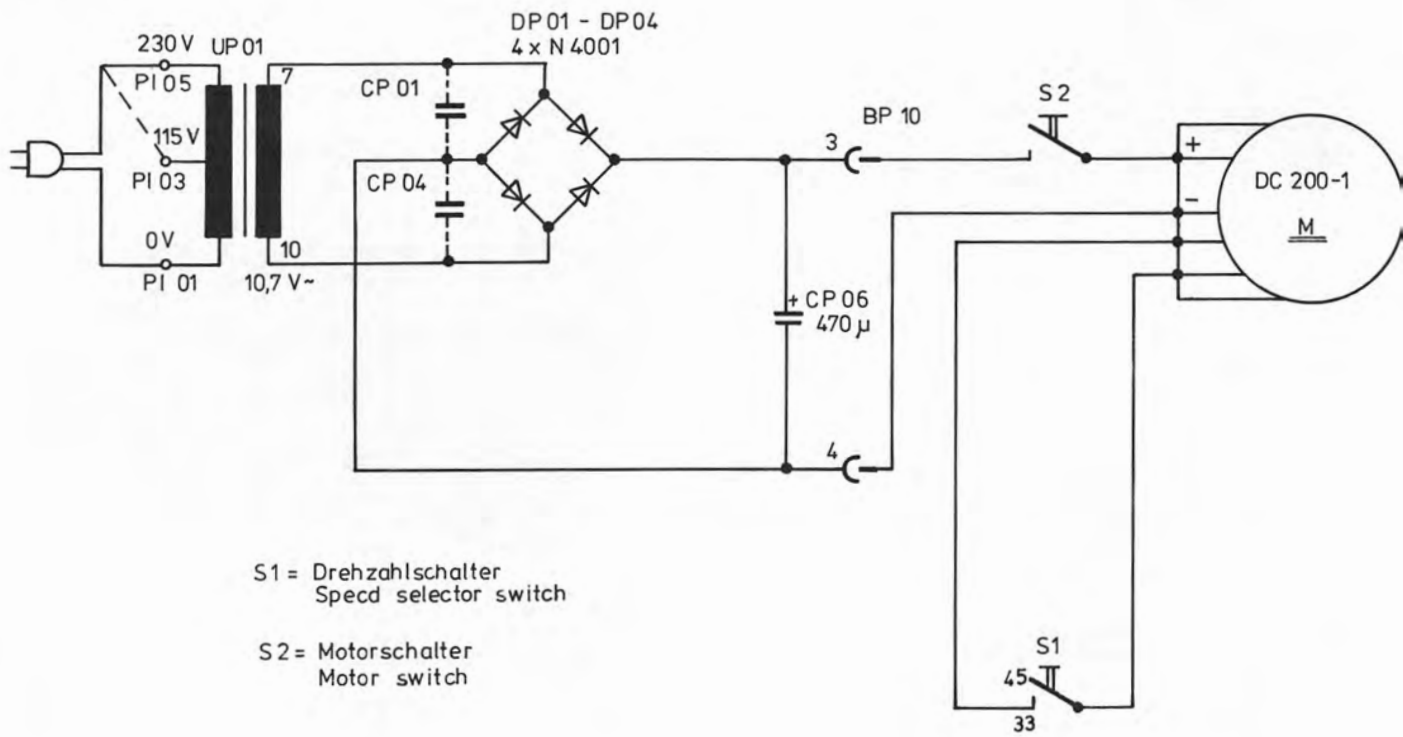 DP 01 - DP 04
4 x N 4001
230 V
UP 01
PI 05
7
CP 01
115 V
PI 03
CP 04
0 V
PI 01
10
10,7 V~
3
BP 10
S 2
+
-
DC 200-1
M
+ CP 06
470 µ
4
S1 = Drehzahlschalter
Specd selector switch
S 2 = Motorschalter
Motor switch
S1
45
33